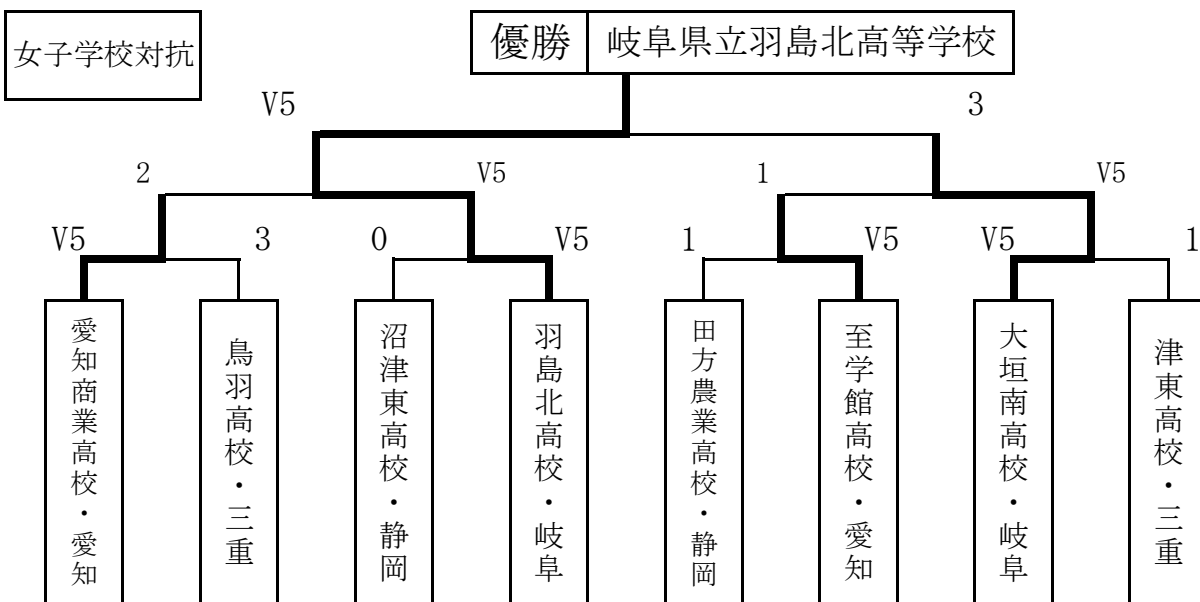 女子学校対抗
優勝 岐阜県立羽島北高等学校
V5 3
2 V5 1 V5
V5 3 0 V5 1 V5 V5 1
愛知商業高校・愛知
鳥羽高校・三重
沼津東高校・静岡
羽島北高校・岐阜
田方農業高校・静岡
至学館高校・愛知
大垣南高校・岐阜
津東高校・三重